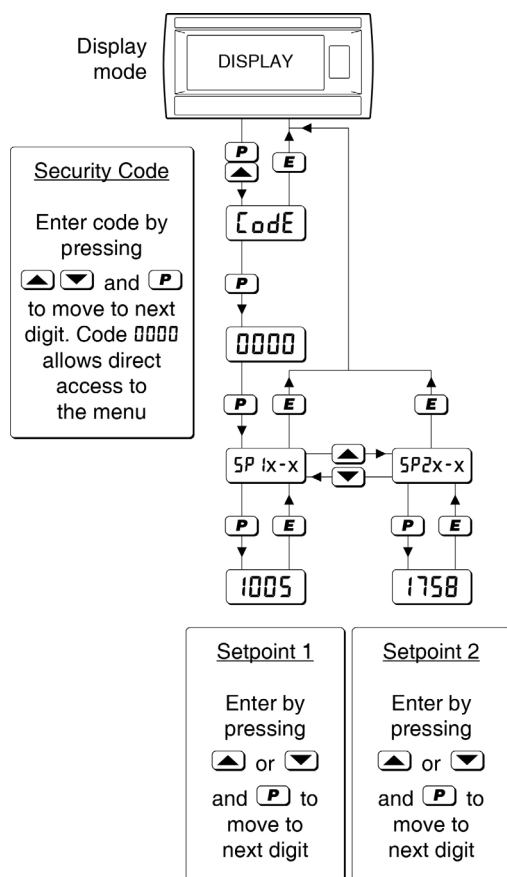 Display
mode
DISPLAY
P
E
Security Code
Enter code by
pressing
▲ ▼ and P
to move to next
digit. Code 0000
allows direct
access to
the menu
CodE
P
0000
P
E
E
SP1x-x
SP2x-x
P
E
P
E
1005
1758
Setpoint 1
Enter by
pressing
▲ or ▼
and P to
move to
next digit
Setpoint 2
Enter by
pressing
▲ or ▼
and P to
move to
next digit